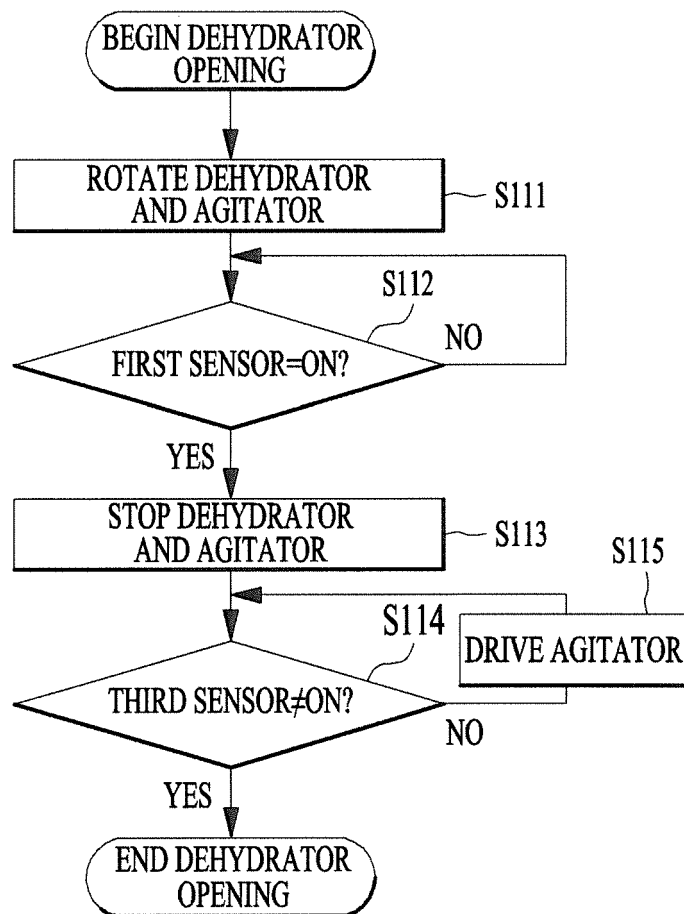 BEGIN DEHYDRATOR
OPENING
ROTATE DEHYDRATOR
AND AGITATOR
S111
S112
FIRST SENSOR=ON?
NO
YES
STOP DEHYDRATOR
AND AGITATOR
S113
S115
DRIVE AGITATOR
S114
THIRD SENSOR≠ON?
NO
YES
END DEHYDRATOR
OPENING